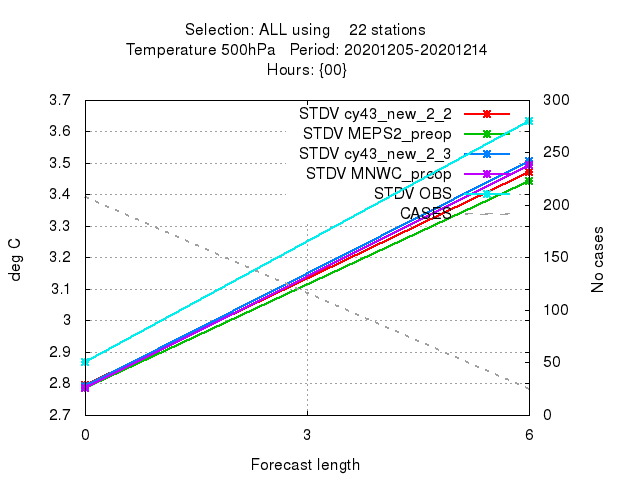 Selection: ALL using 22 stations
Temperature 500hPa Period: 20201205-20201214
Hours: {00}
3.7
3.6
3.5
3.4
3.3
3.2
3.1
3
2.9
2.8
2.7
deg C
STDV cy43_new_2_2
STDV MEPS2_preop
STDV cy43_new_2_3
STDV MNWC_preop
STDV OBS
CASES
300
250
200
150
100
50
0
No cases
0 3 6
Forecast length